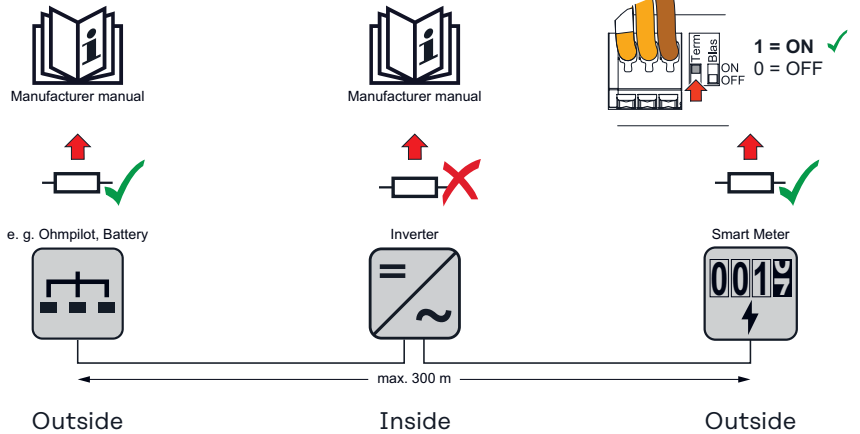 Manufacturer manual
Manufacturer manual
Term
Bias
ON
OFF
1 = ON
0 = OFF
e. g. Ohmpilot, Battery
Inverter
Smart Meter
001
max. 300 m
Outside
Inside
Outside